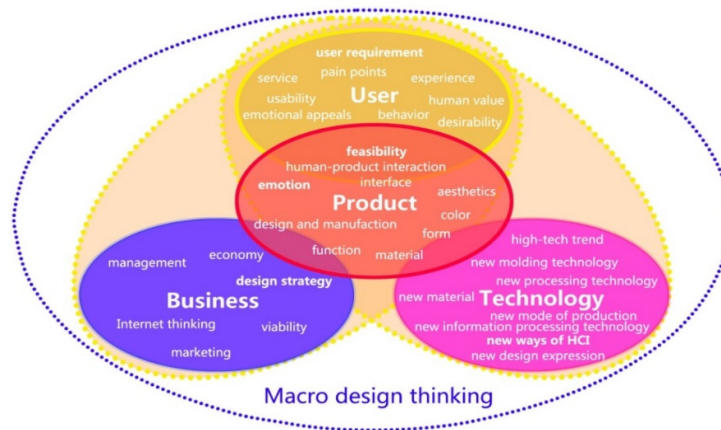 user requirement
pain points
service
experience
usability
User
human value
emotional appeals
behavior
desirability
feasibility
human-product interaction
emotion
interface
aesthetics
Product
color
design and manufaction
form
function
material
management
economy
design strategy
Business
Internet thinking
viability
marketing
high-tech trend
new molding technology
new processing technology
new material
Technology
new mode of production
new information processing technology
new ways of HCI
new design expression
Macro design thinking